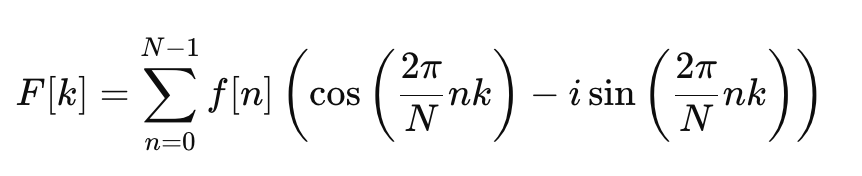 F[k] = \sum_{n=0}^{N-1} f[n] \left( \cos \left( \frac{2\pi}{N} nk \right) - i \sin \left( \frac{2\pi}{N} nk \right) \right)